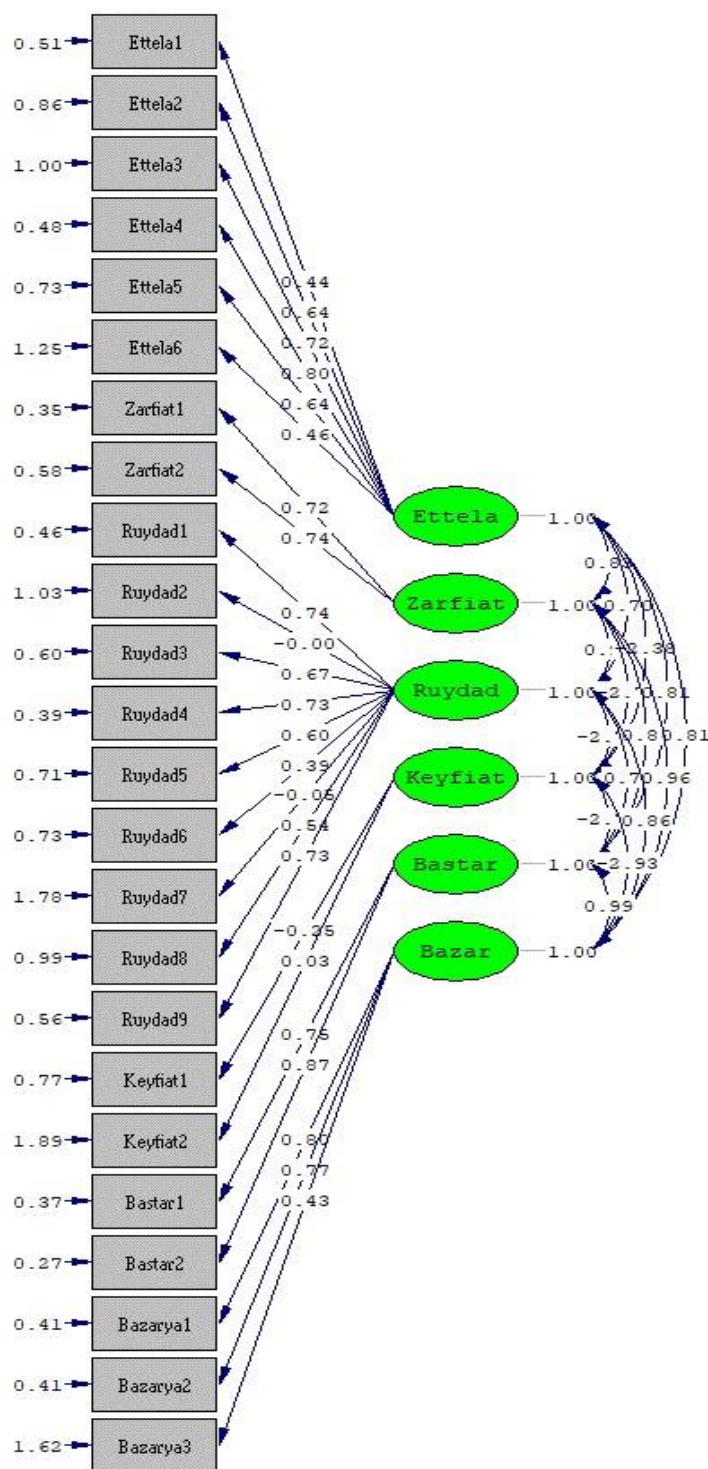 0.51 Ettela1
0.86 Ettela2
1.00 Ettela3
0.48 Ettela4
0.73 Ettela5
1.25 Ettela6
0.35 Zarfiat1
0.58 Zarfiat2
0.46 Ruydad1
1.03 Ruydad2
0.60 Ruydad3
0.39 Ruydad4
0.71 Ruydad5
0.73 Ruydad6
1.78 Ruydad7
0.99 Ruydad8
0.56 Ruydad9
0.77 Keyfiat1
1.89 Keyfiat2
0.37 Bastar1
0.27 Bastar2
0.41 Bazarya1
0.41 Bazarya2
1.62 Bazarya3
0.44
0.64
0.72
0.80
0.64
0.46
0.72
0.74
0.74
-0.00
0.67
0.73
0.60
0.39
-0.05
0.54
0.73
0.03
0.75
0.87
0.77
0.43
Ettela 1.00
Zarfiat 1.00
Ruydad 1.00
Keyfiat 1.00
Bastar 1.00
Bazar 1.00
0.70
-2.38
0.81
0.81
0.96
0.86
-2.93
0.99